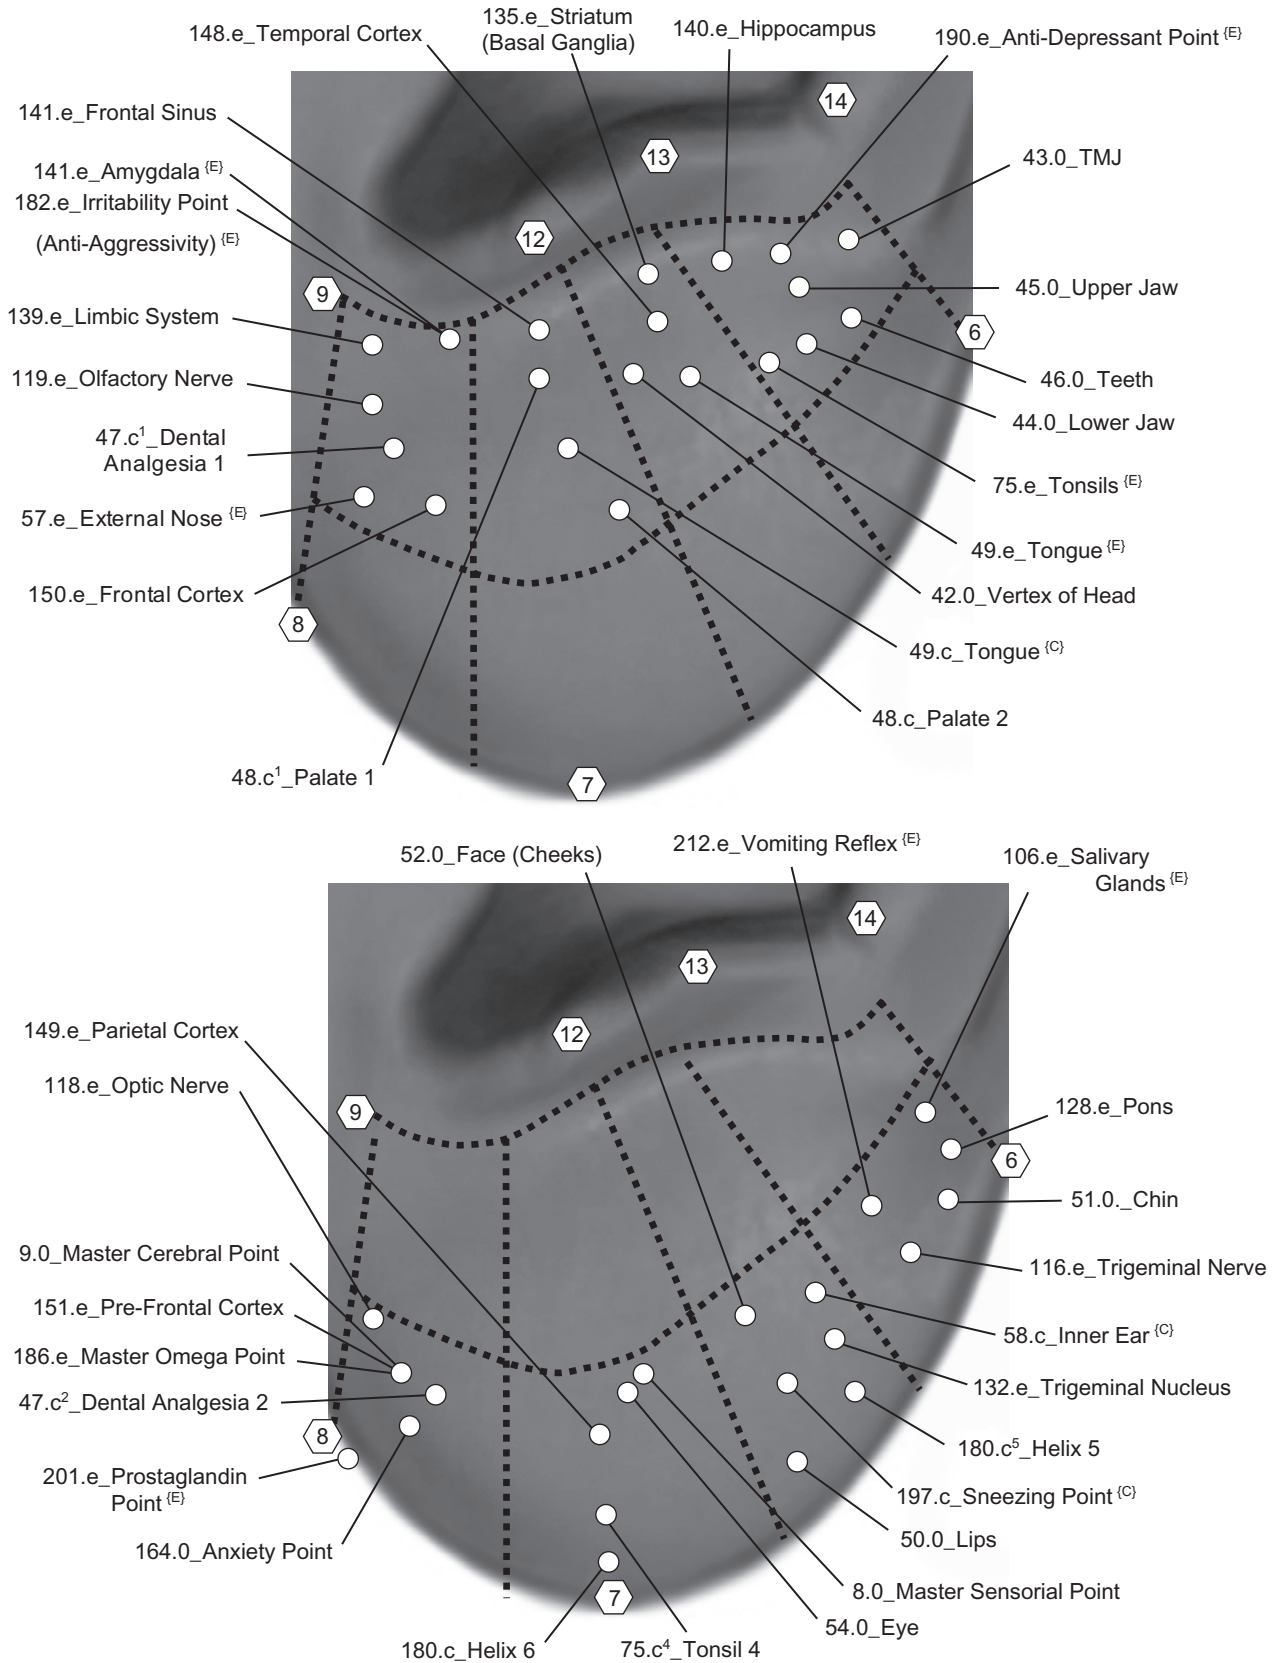 135.e_Striatum
(Basal Ganglia)
148.e_Temporal Cortex
140.e_Hippocampus
190.e_Anti-Depressant Point {E}
14
141.e_Frontal Sinus
13
43.0_TMJ
141.e_Amygdala {E}
182.e_Irritability Point
(Anti-Aggressivity) {E}
12
9
45.0_Upper Jaw
139.e_Limbic System
6
119.e_Olfactory Nerve
46.0_Teeth
44.0_Lower Jaw
47.c1_Dental
Analgesia 1
75.e_Tonsils {E}
57.e_External Nose {E}
49.e_Tongue {E}
150.e_Frontal Cortex
42.0_Vertex of Head
8
49.c_Tongue {C}
48.c_Palate 2
48.c1_Palate 1
7
52.0_Face (Cheeks)
212.e_Vomiting Reflex {E}
106.e_Salivary
Glands {E}
14
13
149.e_Parietal Cortex
12
118.e_Optic Nerve
9
128.e_Pons
6
51.0._Chin
9.0_Master Cerebral Point
116.e_Trigeminal Nerve
151.e_Pre-Frontal Cortex
58.c_Inner Ear {C}
186.e_Master Omega Point
132.e_Trigeminal Nucleus
47.c2_Dental Analgesia 2
8
180.c5_Helix 5
201.e_Prostaglandin
Point {E}
197.c_Sneezing Point {C}
50.0_Lips
164.0_Anxiety Point
7
8.0_Master Sensorial Point
54.0_Eye
180.c_Helix 6
75.c4_Tonsil 4